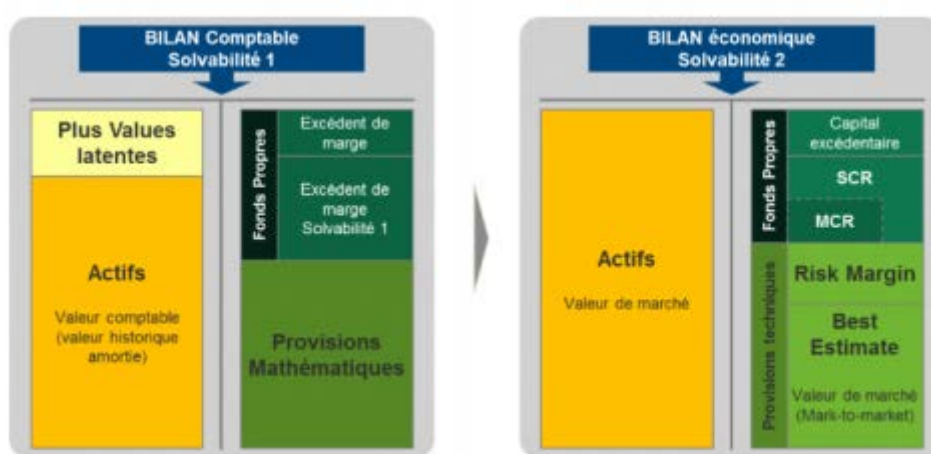 BILAN Comptable
Solvabilité 1
Plus Values
latentes
Actifs
Valeur comptable
(valeur historique
amortie)
Fonds Propres
Excédent de
marge
Excédent de
marge
Solvabilité 1
Provisions
Mathématiques
BILAN économique
Solvabilité 2
Actifs
Valeur de marché
Fonds Propres
Capital
excédentaire
SCR
MCR
Provisions techniques
Risk Margin
Best
Estimate
Valeur de marché
(Mark-to-market)